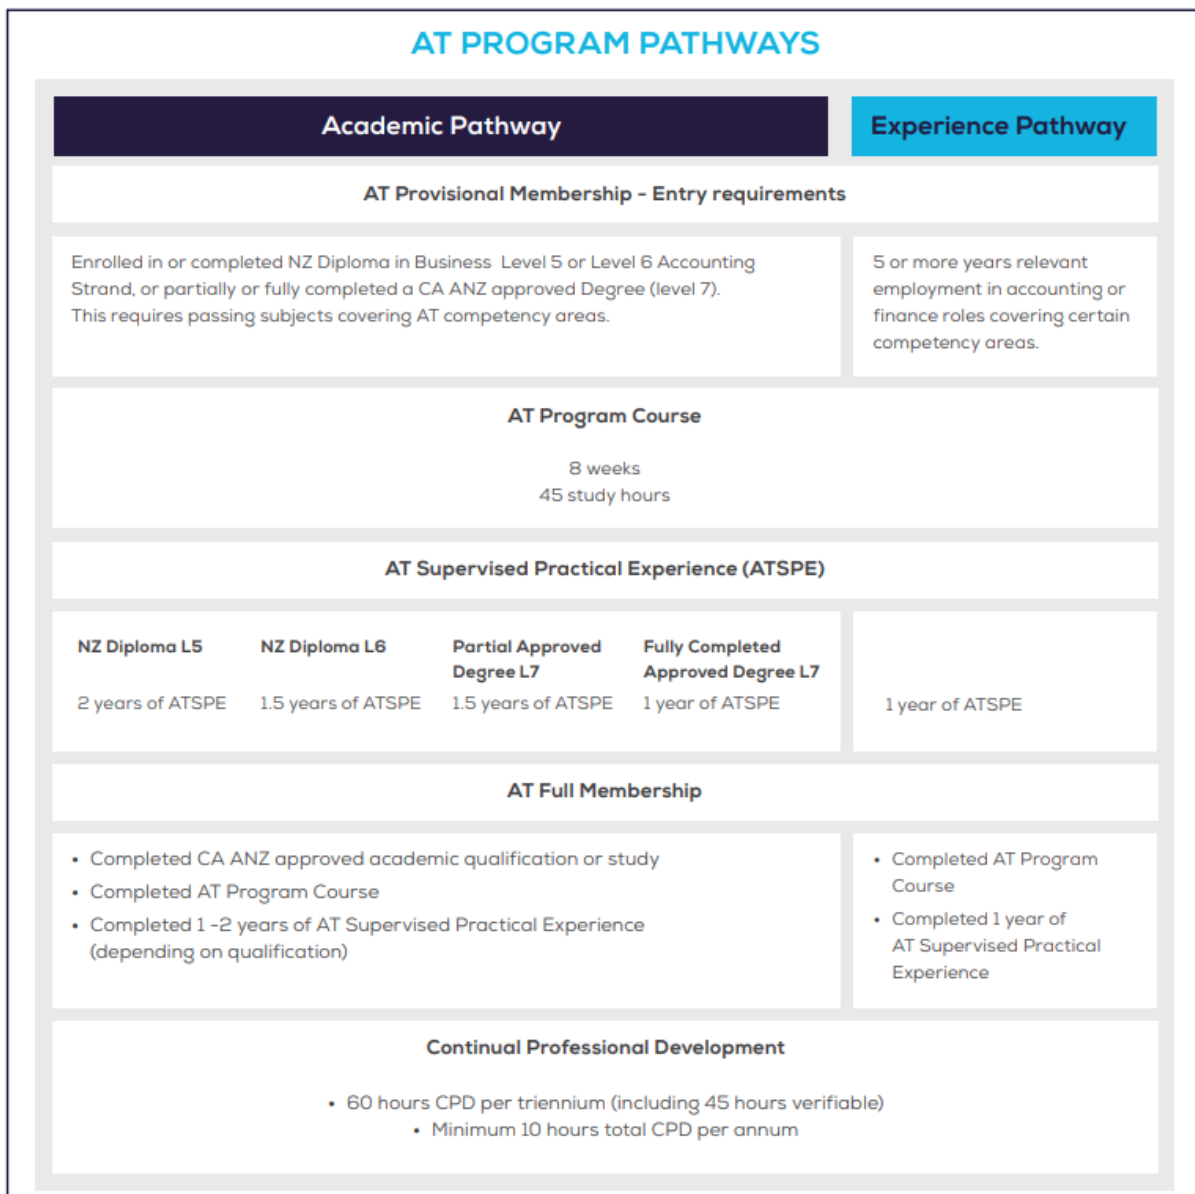 AT PROGRAM PATHWAYS
Academic Pathway
Experience Pathway
AT Provisional Membership - Entry requirements
Enrolled in or completed NZ Diploma in Business Level 5 or Level 6 Accounting
Strand, or partially or fully completed a CA ANZ approved Degree (level 7).
This requires passing subjects covering AT competency areas.
5 or more years relevant
employment in accounting or
finance roles covering certain
competency areas.
AT Program Course
8 weeks
45 study hours
AT Supervised Practical Experience (ATSPE)
NZ Diploma L5
2 years of ATSPE
NZ Diploma L6
1.5 years of ATSPE
Partial Approved
Degree L7
1.5 years of ATSPE
Fully Completed
Approved Degree L7
1 year of ATSPE
1 year of ATSPE
AT Full Membership
• Completed CA ANZ approved academic qualification or study
• Completed AT Program Course
• Completed 1 -2 years of AT Supervised Practical Experience
(depending on qualification)
• Completed AT Program
Course
• Completed 1 year of
AT Supervised Practical
Experience
Continual Professional Development
• 60 hours CPD per triennium (including 45 hours verifiable)
• Minimum 10 hours total CPD per annum